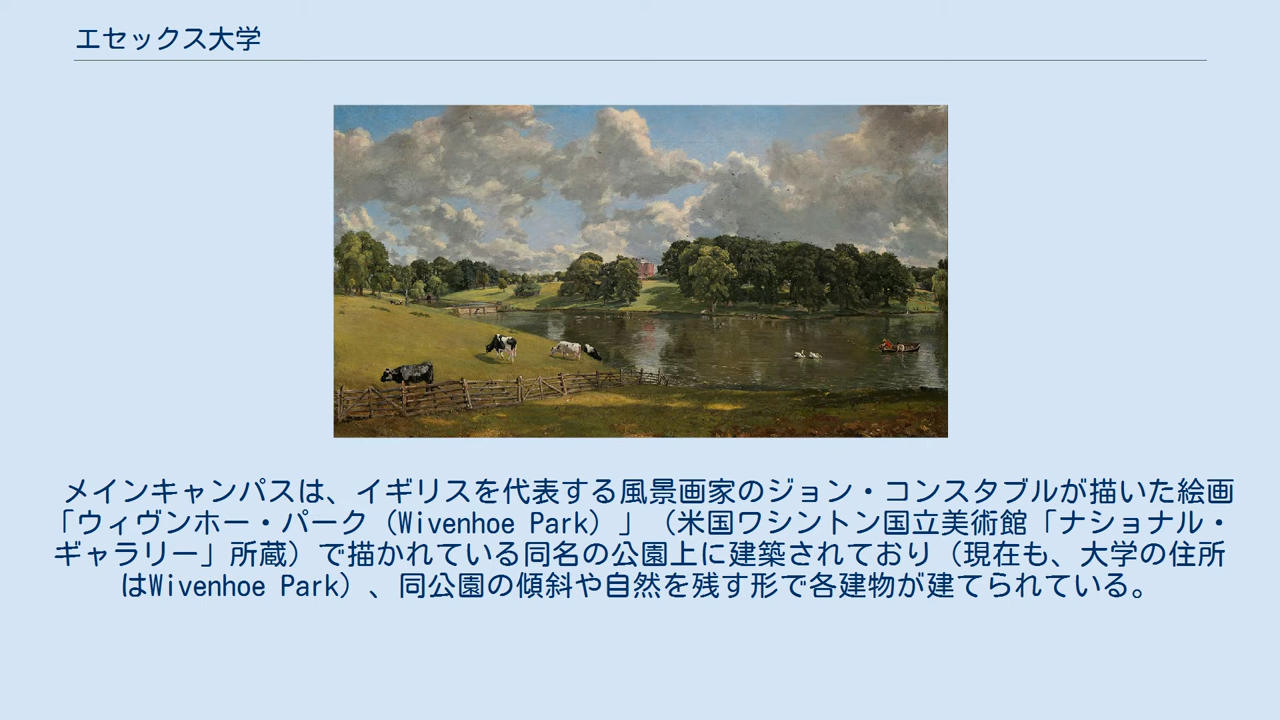 エセックス大学
メインキャンパスは、イギリスを代表する風景画家のジョン・コンスタブルが描いた絵画
「ウィヴンホー・パーク（Wivenhoe Park）」（米国ワシントン国立美術館「ナショナル・
ギャラリー」所蔵）で描かれている同名の公園上に建築されており（現在も、大学の住所
はWivenhoe Park）、同公園の傾斜や自然を残す形で各建物が建てられている。